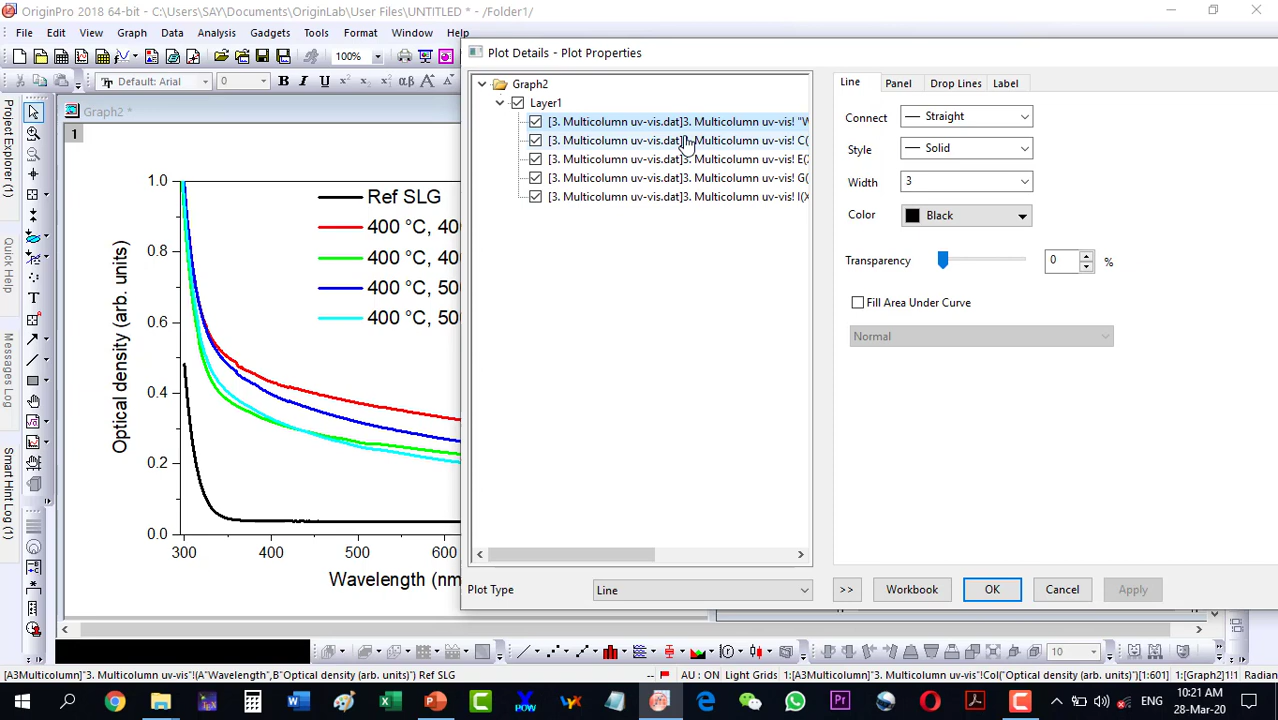 OriginPro 2018 64-bit - C:\Users\SAY\Documents\OriginLab\User Files\UNTITLED * - /Folder1/
File Edit View Graph Data Analysis Gadgets Tools Format Window Help
100%
Plot Details - Plot Properties
Default: Arial 0 B I U
Graph2 *
1
Project Explorer (1)
Quick Help
Messages Log
Smart Hint Log (1)
Graph2
Layer1
[3. Multicolumn uv-vis.dat]3. Multicolumn uv-vis! "W
[3. Multicolumn uv-vis.dat]3. Multicolumn uv-vis! C(
[3. Multicolumn uv-vis.dat]3. Multicolumn uv-vis! E(
[3. Multicolumn uv-vis.dat]3. Multicolumn uv-vis! G(
[3. Multicolumn uv-vis.dat]3. Multicolumn uv-vis! I(X
Line Panel Drop Lines Label
Connect Straight
Style Solid
Width 3
Color Black
Transparency 0 %
Fill Area Under Curve
Normal
Ref SLG
400 °C, 40
400 °C, 40
400 °C, 50
400 °C, 50
Optical density (arb. units)
1.0
0.8
0.6
0.4
0.2
0.0
300 400 500 600
Wavelength (nm
Plot Type Line >> Workbook OK Cancel Apply
10
[A3Multicolumn]"3. Multicolumn uv-vis"!(A"Wavelength",B"Optical density (arb. units)") Ref SLG AU : ON Light Grids [A3Multicolumn]"3. Multicolumn uv-vis"!Col("Optical density (arb. units)")[1:601] 1:[Graph2]1!1 Radian
ENG 10:21 AM
28-Mar-20